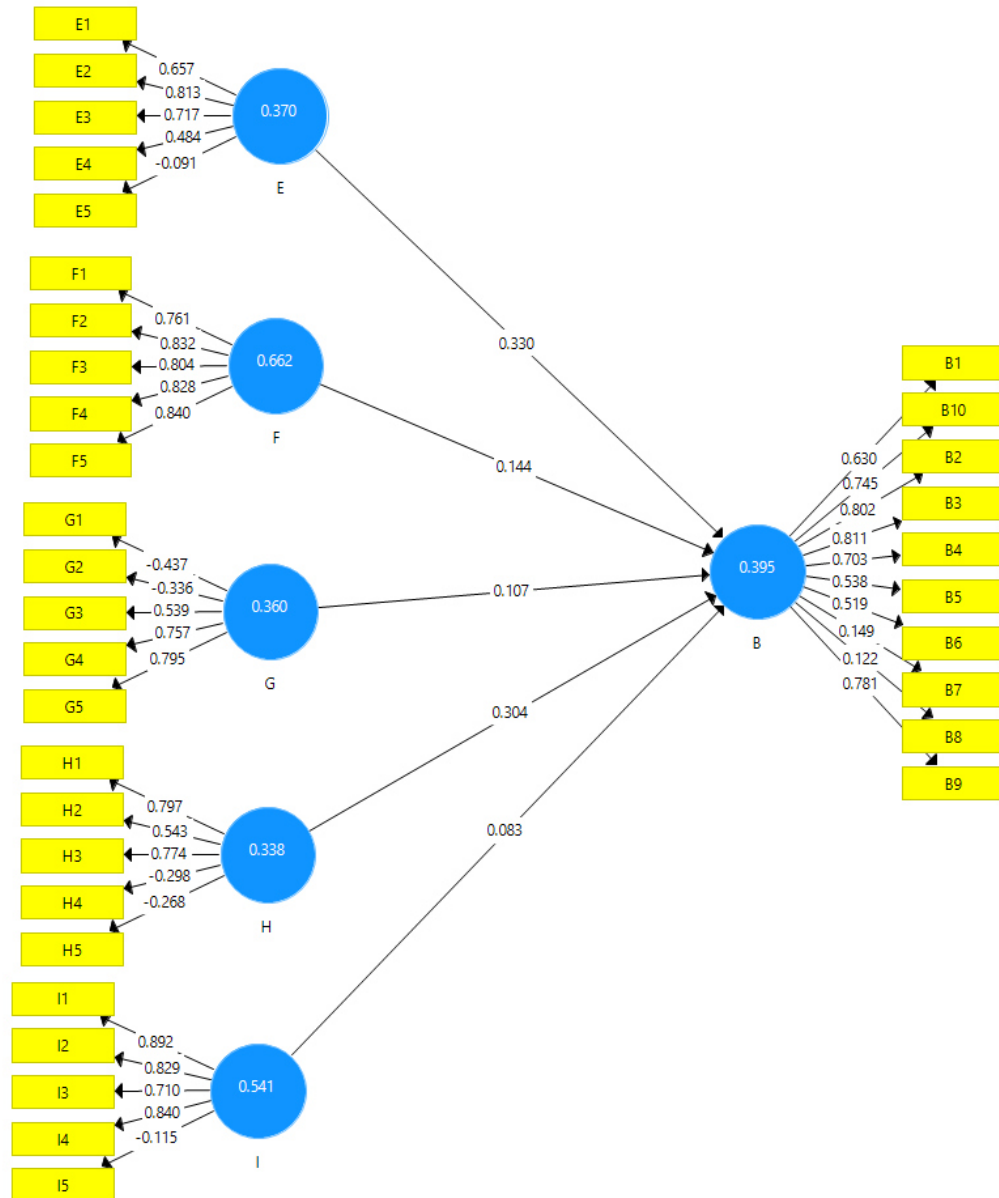 E1
0.657
E2
0.813
E3
0.717
0.370
E4
0.484
-0.091
E5
E
F1
0.761
F2
0.832
F3
0.804
0.662
F4
0.828
0.840
F5
F
G1
-0.437
G2
-0.336
G3
0.539
0.360
G4
0.757
0.795
G5
G
H1
0.797
H2
0.543
H3
0.774
0.338
H4
-0.298
-0.268
H5
H
I1
0.892
I2
0.829
I3
0.710
0.541
I4
0.840
-0.115
I5
I
0.330
0.144
0.107
0.304
0.083
0.395
B
0.630
0.745
0.802
0.811
0.703
0.538
0.519
0.149
0.122
0.781
B1
B10
B2
B3
B4
B5
B6
B7
B8
B9